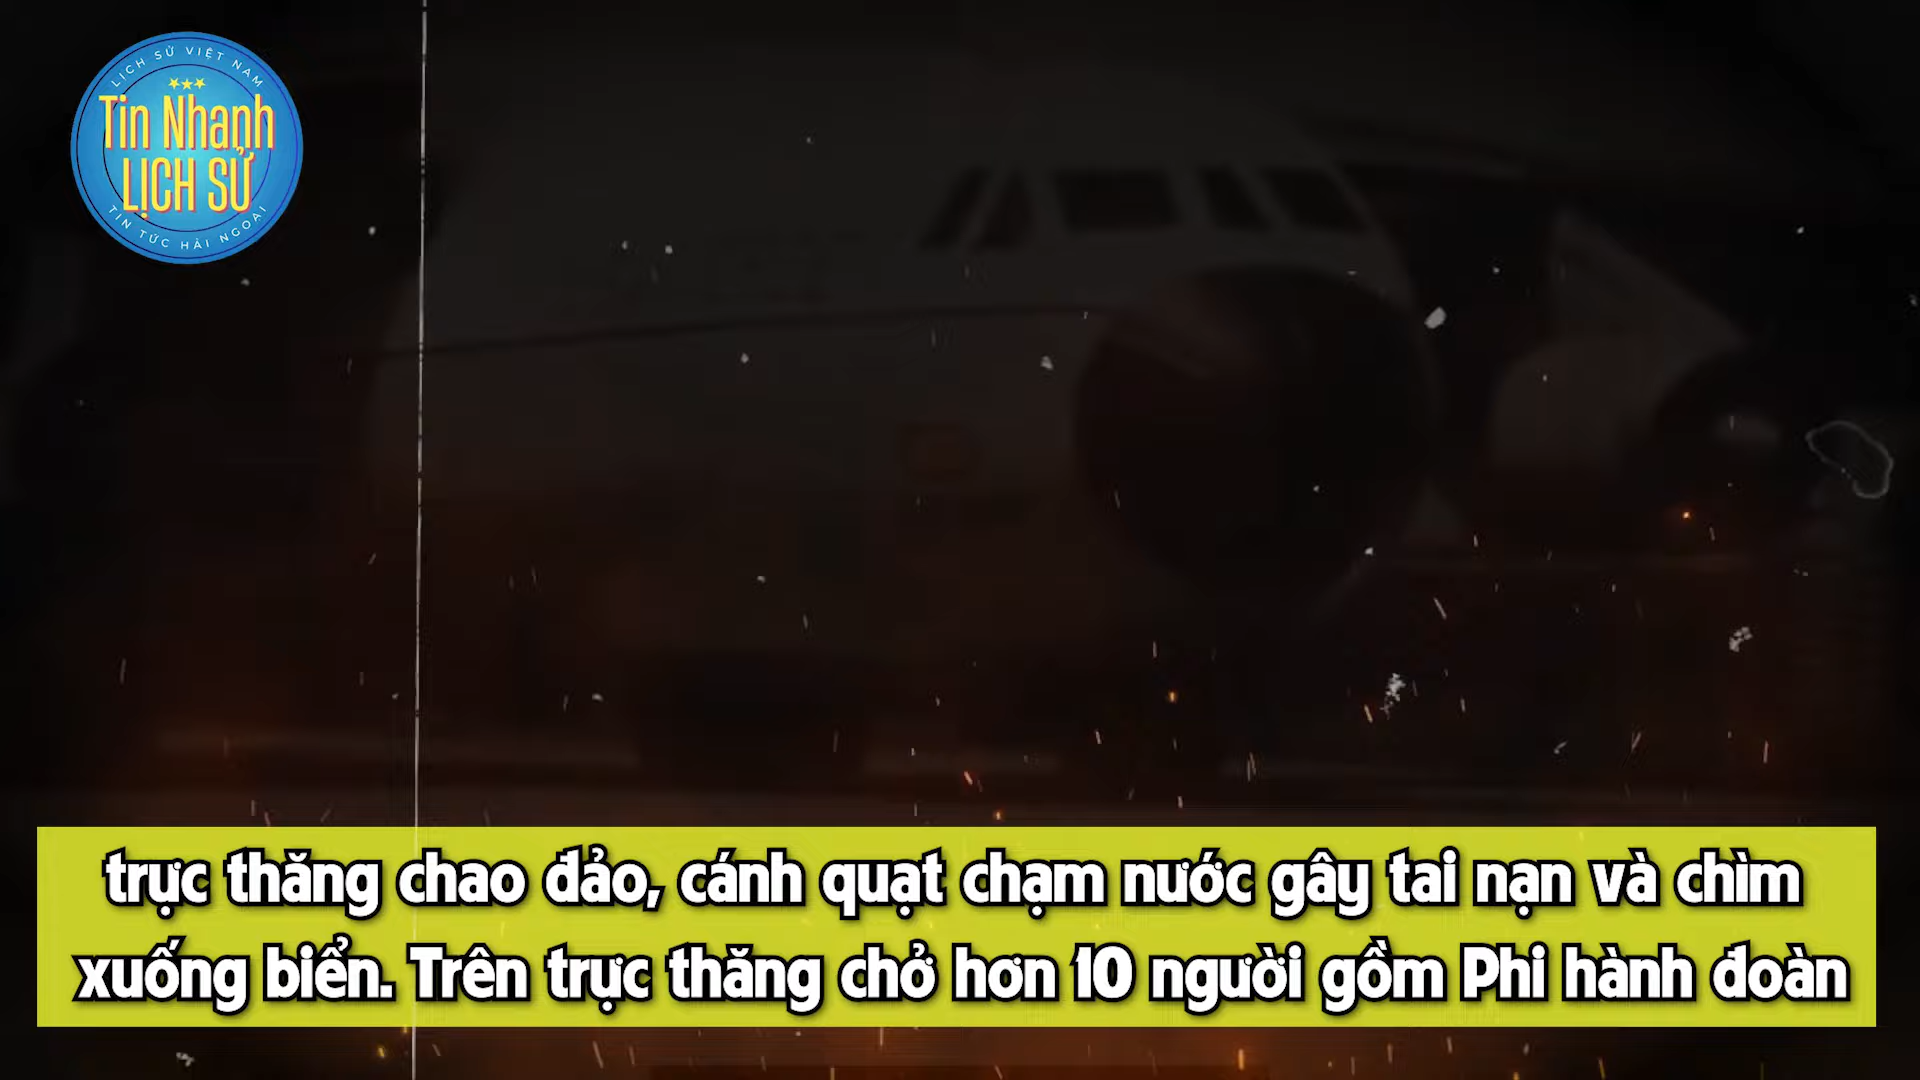 LỊCH SỬ VIỆT NAM
Tin Nhanh
LỊCH SỬ
TIN TỨC HẢI NGOẠI
trực thăng chao đảo, cánh quạt chạm nước gây tai nạn và chìm
xuống biển. Trên trực thăng chở hơn 10 người gồm Phi hành đoàn